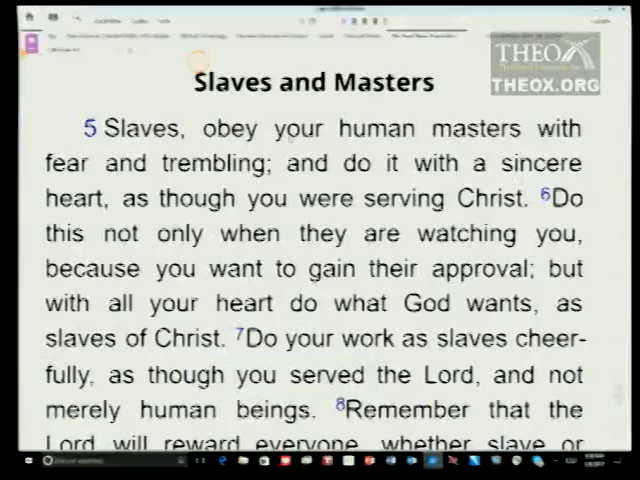 THEOX
THEOX.ORG
Slaves and Masters
5 Slaves, obey your human masters with
fear and trembling; and do it with a sincere
heart, as though you were serving Christ. 6Do
this not only when they are watching you,
because you want to gain their approval; but
with all your heart do what God wants, as
slaves of Christ. 7Do your work as slaves cheer-
fully, as though you served the Lord, and not
merely human beings. 8Remember that the
Lord will reward everyone, whether slave or